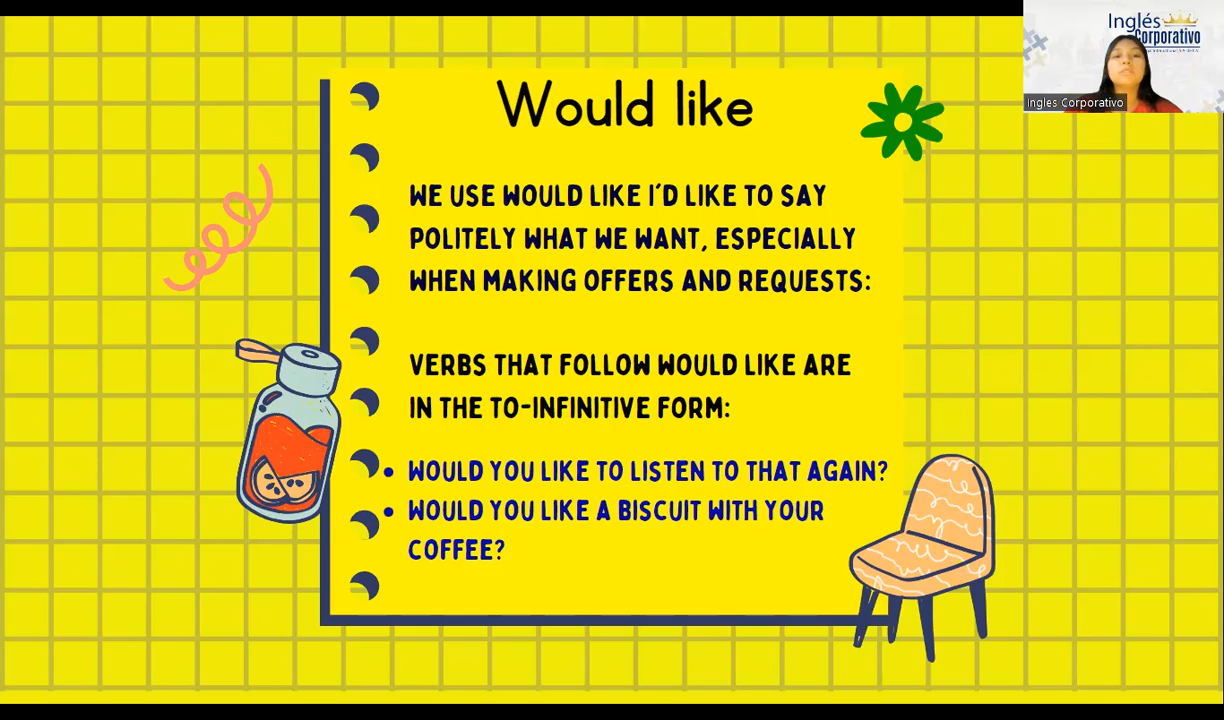 Would like
WE USE WOULD LIKE I'D LIKE TO SAY
POLITELY WHAT WE WANT, ESPECIALLY
WHEN MAKING OFFERS AND REQUESTS:
VERBS THAT FOLLOW WOULD LIKE ARE
IN THE TO-INFINITIVE FORM:
• WOULD YOU LIKE TO LISTEN TO THAT AGAIN?
• WOULD YOU LIKE A BISCUIT WITH YOUR
COFFEE?
Inglés
Corporativo
Ingles Corporativo